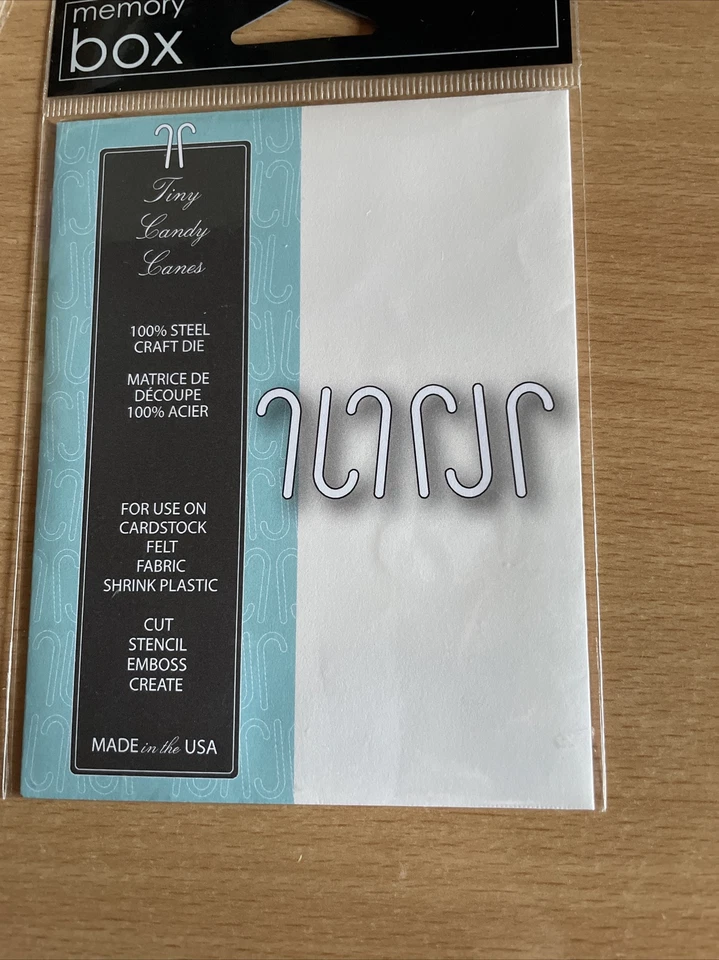 memory
box
Tiny
Candy
Canes
100% STEEL
CRAFT DIE
MATRICE DE
DÉCOUPE
100% ACIER
FOR USE ON
CARDSTOCK
FELT
FABRIC
SHRINK PLASTIC
CUT
STENCIL
EMBOSS
CREATE
MADE in the USA